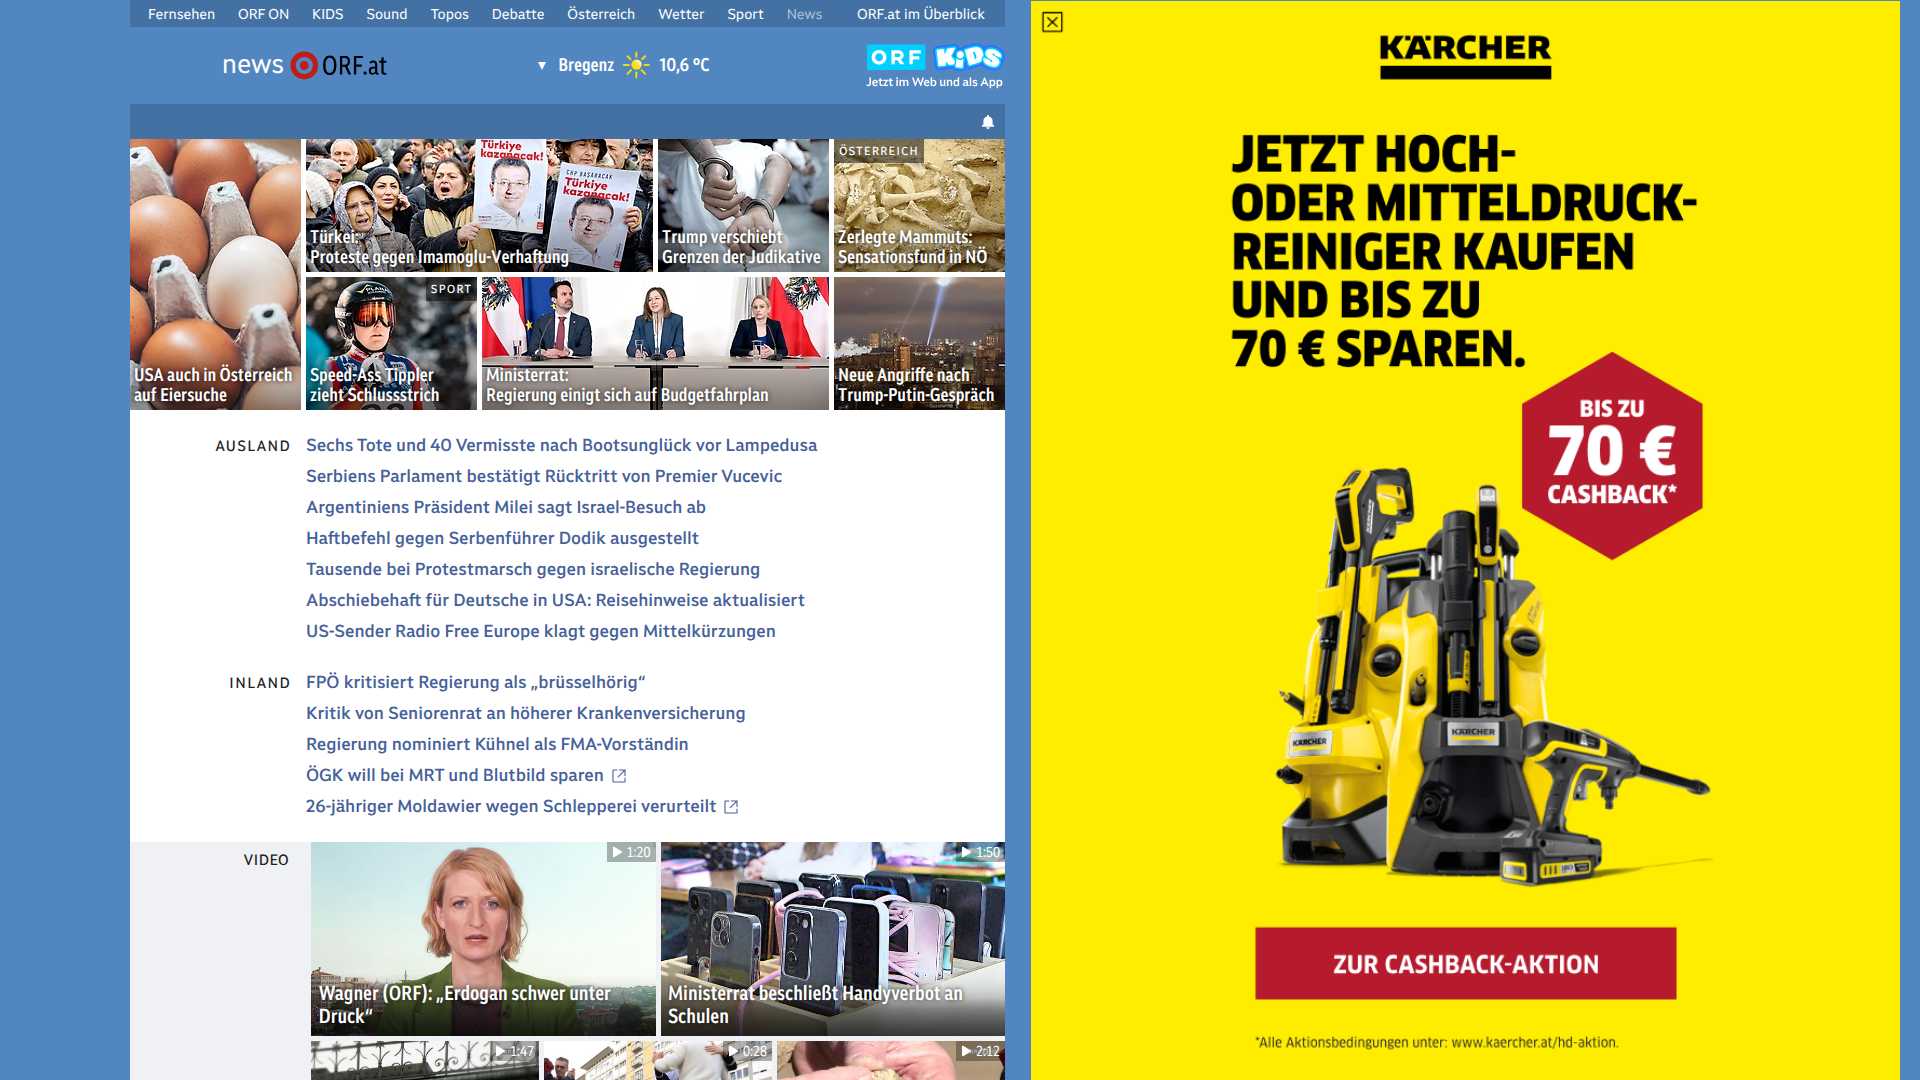 Fernsehen ORF ON KIDS Sound Topos Debatte Österreich Wetter Sport News ORF.at im Überblick
news ORF.at
▼ Bregenz 10,6 °C
ORF KiDS
Jetzt im Web und als App
USA auch in Österreich
auf Eiersuche
Türkiye
kazanacak!
CHP BAŞARACAK
Türkiye
kazanacak!
Türkei:
Proteste gegen Imamoglu-Verhaftung
Trump verschiebt
Grenzen der Judikative
ÖSTERREICH
Zerlegte Mammuts:
Sensationsfund in NÖ
SPORT
Speed-Ass Tippler
zieht Schlussstrich
Ministerrat:
Regierung einigt sich auf Budgetfahrplan
Neue Angriffe nach
Trump-Putin-Gespräch
AUSLAND
Sechs Tote und 40 Vermisste nach Bootsunglück vor Lampedusa
Serbiens Parlament bestätigt Rücktritt von Premier Vucevic
Argentiniens Präsident Milei sagt Israel-Besuch ab
Haftbefehl gegen Serbenführer Dodik ausgestellt
Tausende bei Protestmarsch gegen israelische Regierung
Abschiebehaft für Deutsche in USA: Reisehinweise aktualisiert
US-Sender Radio Free Europe klagt gegen Mittelkürzungen
INLAND
FPÖ kritisiert Regierung als „brüsselhörig“
Kritik von Seniorenrat an höherer Krankenversicherung
Regierung nominiert Kühnel als FMA-Vorständin
ÖGK will bei MRT und Blutbild sparen
26-jähriger Moldawier wegen Schlepperei verurteilt
VIDEO
1:20
Wagner (ORF): „Erdogan schwer unter
Druck“
1:50
Ministerrat beschließt Handyverbot an
Schulen
1:47
0:28
2:12
KÄRCHER
JETZT HOCH-
ODER MITTELDRUCK-
REINIGER KAUFEN
UND BIS ZU
70 € SPAREN.
BIS ZU
70 €
CASHBACK*
KÄRCHER
KÄRCHER
ZUR CASHBACK-AKTION
*Alle Aktionsbedingungen unter: www.kaercher.at/hd-aktion.